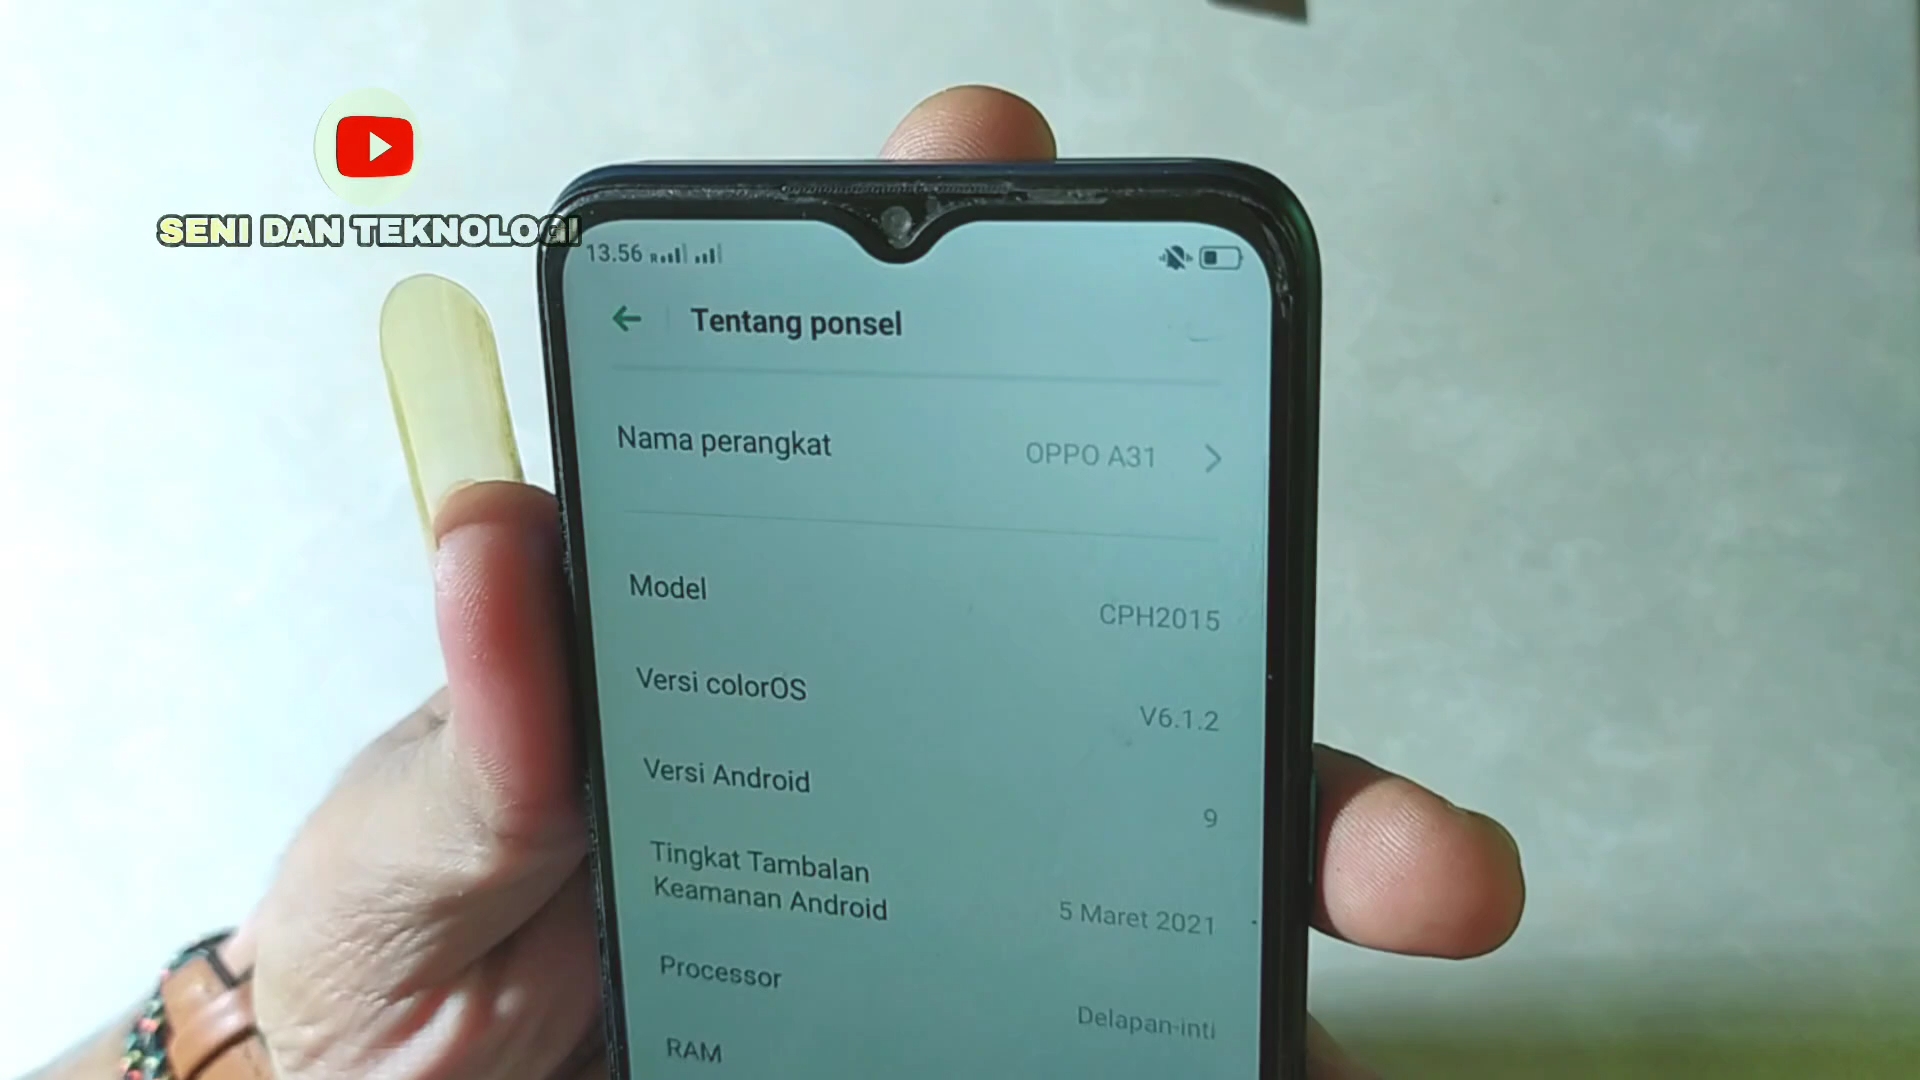 SENI DAN TEKNOLOGI
13.56
Tentang ponsel
Nama perangkat
OPPO A31
Model
CPH2015
Versi colorOS
V6.1.2
Versi Android
9
Tingkat Tambalan
Keamanan Android
5 Maret 2021
Processor
Delapan-inti
RAM